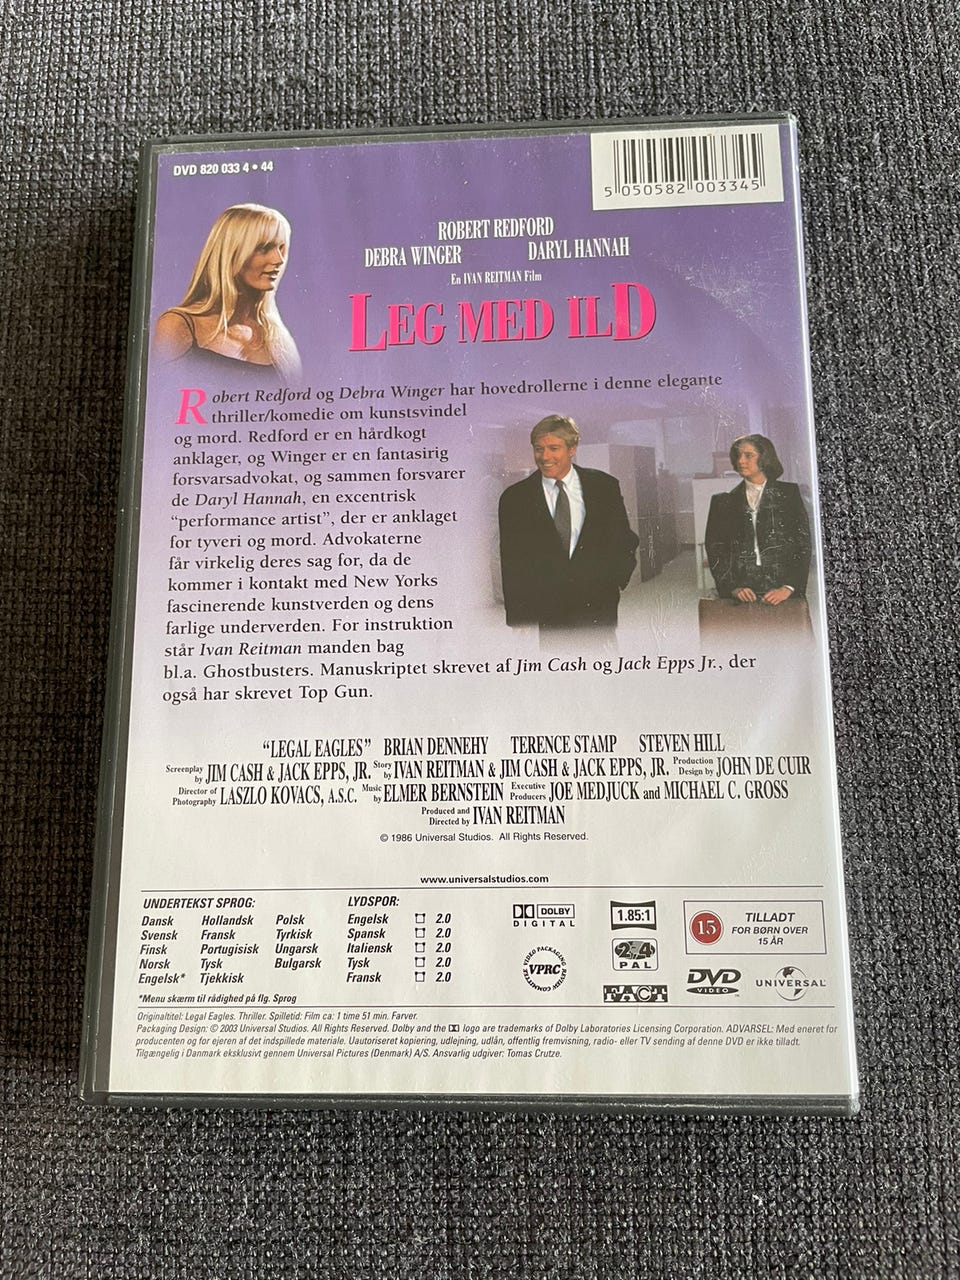 DVD 820 033 4 • 44
5 050582 003345
ROBERT REDFORD
DEBRA WINGER DARYL HANNAH
En IVAN REITMAN Film
LEG MED ILD
Robert Redford og Debra Winger har hovedrollerne i denne elegante
thriller/komedie om kunstsvindel
og mord. Redford er en hårdkogt
anklager, og Winger er en fantasirig
forsvarsadvokat, og sammen forsvarer
de Daryl Hannah, en excentrisk
“performance artist”, der er anklaget
for tyveri og mord. Advokaterne
får virkelig deres sag for, da de
kommer i kontakt med New Yorks
fascinerende kunstverden og dens
farlige underverden. For instruktion
står Ivan Reitman manden bag
bl.a. Ghostbusters. Manuskriptet skrevet af Jim Cash og Jack Epps Jr., der
også har skrevet Top Gun.
“LEGAL EAGLES” BRIAN DENNEHY TERENCE STAMP STEVEN HILL
Screenplay by JIM CASH & JACK EPPS, JR. Story by IVAN REITMAN & JIM CASH & JACK EPPS, JR. Production Design by JOHN DE CUIR
Director of Photography LASZLO KOVACS, A.S.C. Music by ELMER BERNSTEIN Executive Producers JOE MEDJUCK and MICHAEL C. GROSS
Produced and Directed by IVAN REITMAN
© 1986 Universal Studios. All Rights Reserved.
www.universalstudios.com
UNDERTEKST SPROG: LYDSPOR:
Dansk Hollandsk Polsk Engelsk 2.0
Svensk Fransk Tyrkisk Spansk 2.0
Finsk Portugisisk Ungarsk Italiensk 2.0
Norsk Tysk Bulgarsk Tysk 2.0
Engelsk* Tjekkisk Fransk 2.0
*Menu skærm til rådighed på flg. Sprog
DOLBY
DIGITAL
VIDEO PACKAGING REVIEW COMMITTEE
VPRC
1.85:1
2 4
PAL
FACT
15
TILLADT
FOR BØRN OVER
15 ÅR
DVD
VIDEO
UNIVERSAL
Originaltitel: Legal Eagles. Thriller. Spilletid: Film ca: 1 time 51 min. Farver.
Packaging Design: © 2003 Universal Studios. All Rights Reserved. Dolby and the logo are trademarks of Dolby Laboratories Licensing Corporation. ADVARSEL: Med eneret for
producenten og for ejeren af det indspillede materiale. Uautoriseret kopiering, udlejning, udlån, offentlig fremvisning, radio- eller TV sending af denne DVD er ikke tilladt.
Tilgængelig i Danmark eksklusivt gennem Universal Pictures (Denmark) A/S. Ansvarlig udgiver: Tomas Crutze.